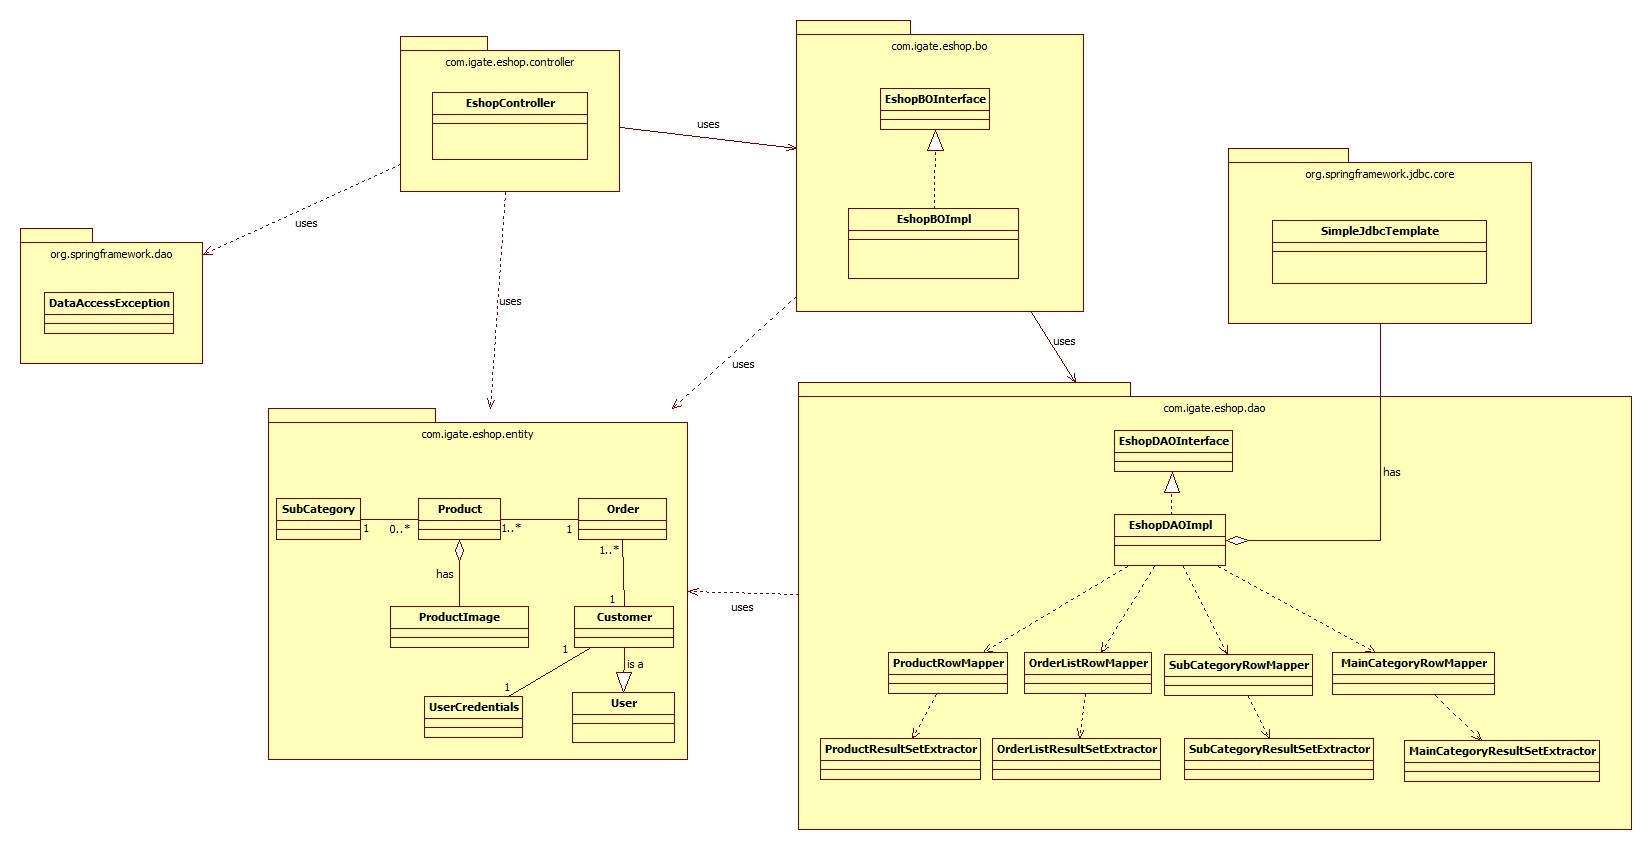 com.igate.eshop.bo
com.igate.eshop.controller
EshopController
EshopBOInterface
uses
EshopBOImpl
org.springframework.jdbc.core
SimpleJdbcTemplate
uses
org.springframework.dao
DataAccessException
uses
uses
uses
com.igate.eshop.dao
EshopDAOInterface
has
EshopDAOImpl
com.igate.eshop.entity
SubCategory
Product
Order
1
0..*
1..*
1
1..*
has
1
ProductImage
Customer
1
is a
1
UserCredentials
User
uses
ProductRowMapper
OrderListRowMapper
SubCategoryRowMapper
MainCategoryRowMapper
ProductResultSetExtractor
OrderListResultSetExtractor
SubCategoryResultSetExtractor
MainCategoryResultSetExtractor